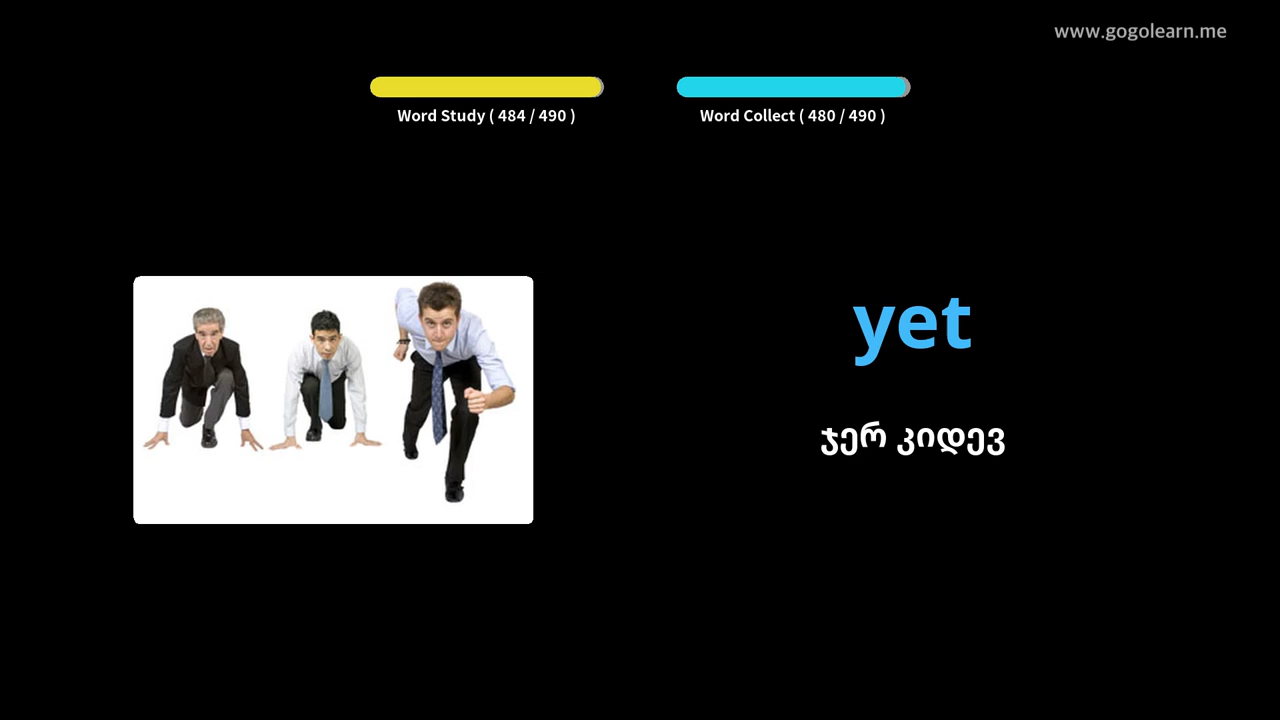 www.gogolearn.me
Word Study ( 484 / 490 )
Word Collect ( 480 / 490 )
yet
ჯერ კიდევ